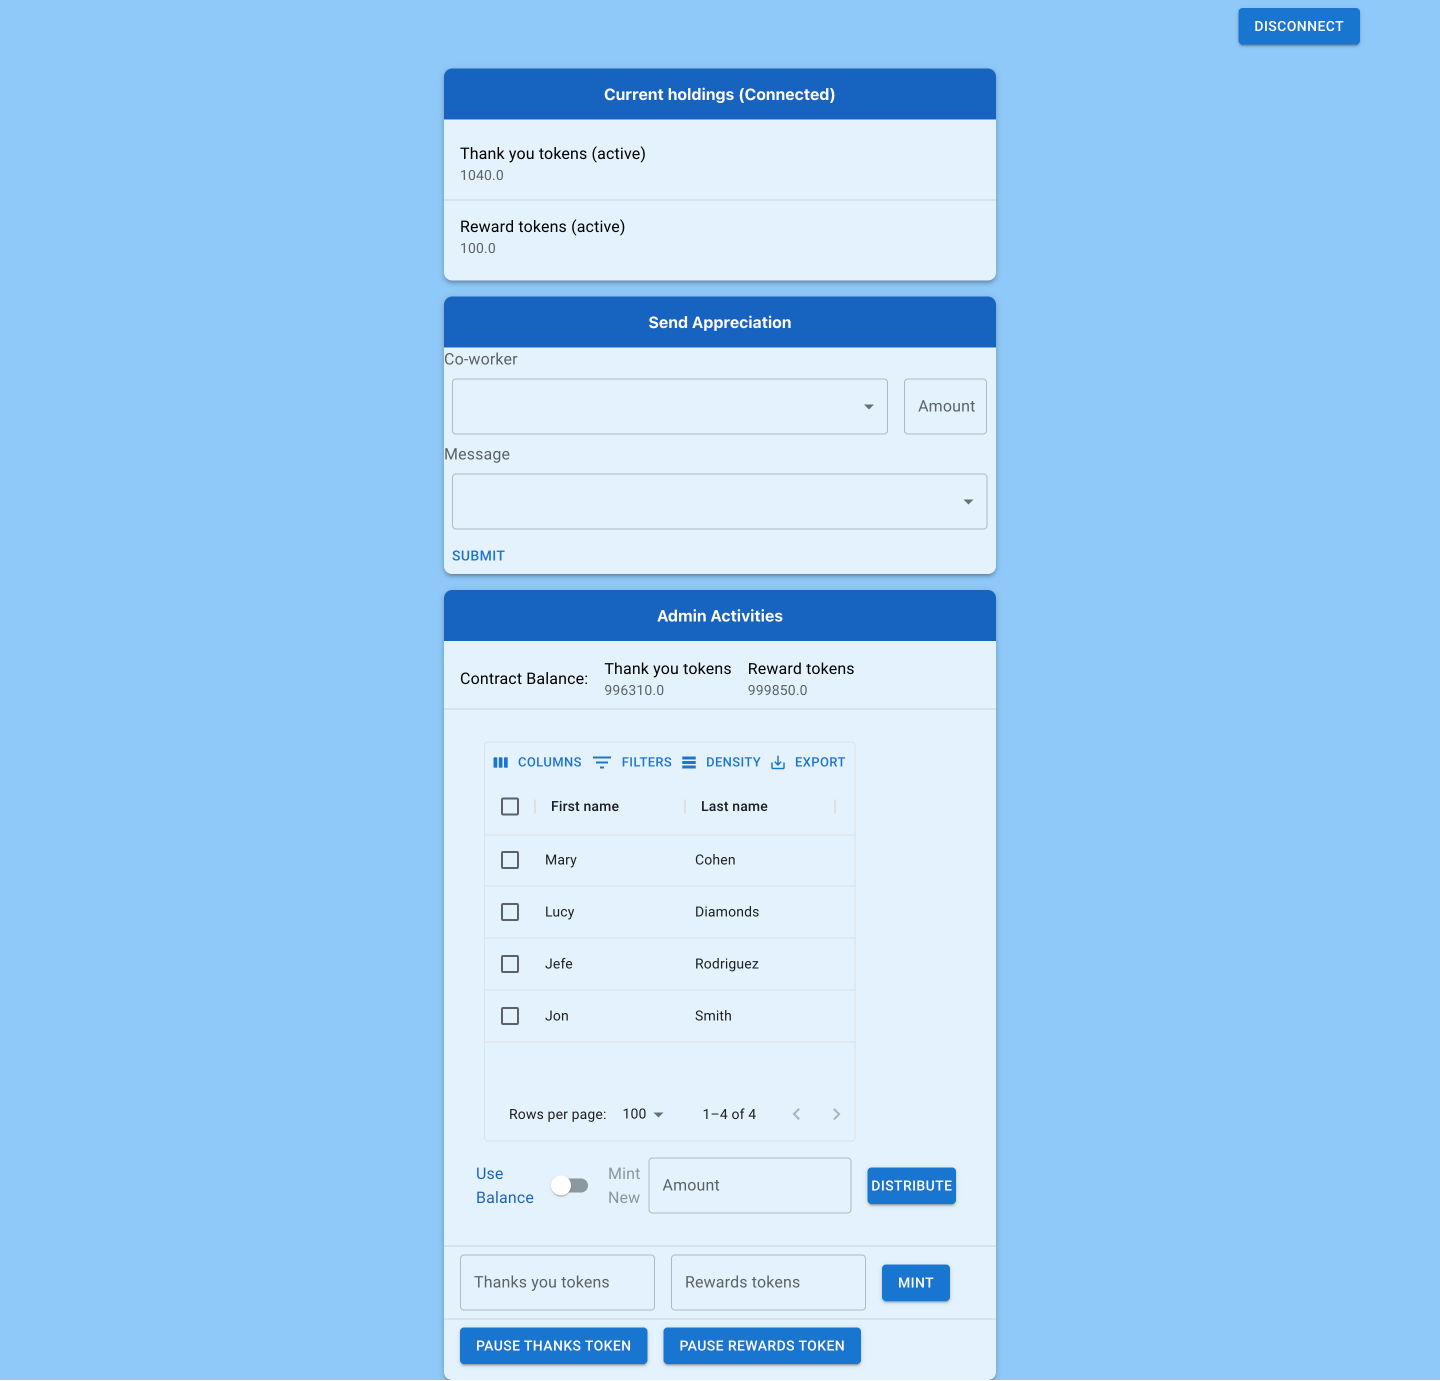 DISCONNECT
Current holdings (Connected)
Thank you tokens (active)
1040.0
Reward tokens (active)
100.0
Send Appreciation
Co-worker
Amount
Message
SUBMIT
Admin Activities
Contract Balance: Thank you tokens Reward tokens
996310.0 999850.0
COLUMNS FILTERS DENSITY EXPORT
First name Last name
Mary Cohen
Lucy Diamonds
Jefe Rodriguez
Jon Smith
Rows per page: 100 1–4 of 4
Use Balance Mint New Amount DISTRIBUTE
Thanks you tokens Rewards tokens MINT
PAUSE THANKS TOKEN PAUSE REWARDS TOKEN